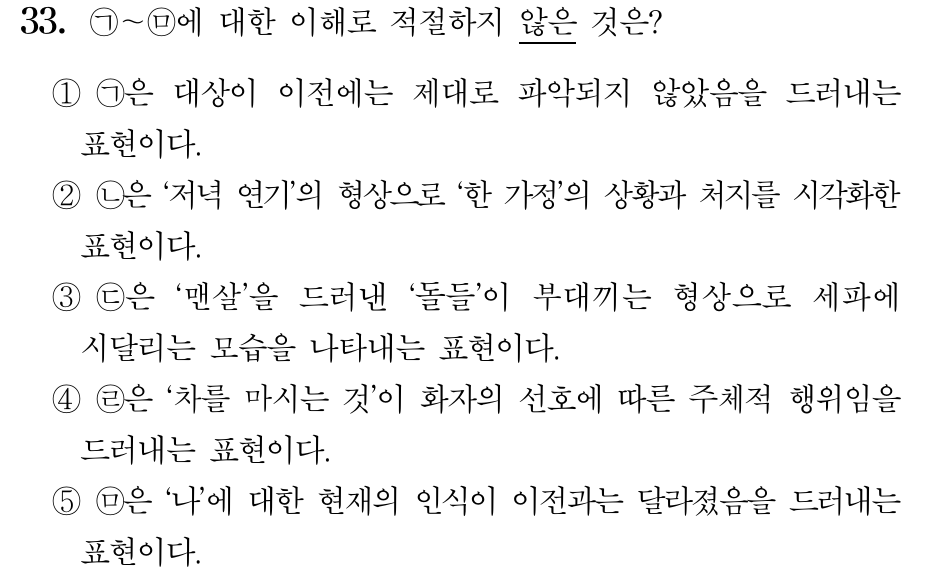 33. ㉠～㉤에 대한 이해로 적절하지 않은 것은?
① ㉠은 대상이 이전에는 제대로 파악되지 않았음을 드러내는
표현이다.
② ㉡은 ‘저녁 연기’의 형상으로 ‘한 가정’의 상황과 처지를 시각화한
표현이다.
③ ㉢은 ‘맨살’을 드러낸 ‘돌들’이 부대끼는 형상으로 세파에
시달리는 모습을 나타내는 표현이다.
④ ㉣은 ‘차를 마시는 것’이 화자의 선호에 따른 주체적 행위임을
드러내는 표현이다.
⑤ ㉤은 ‘나’에 대한 현재의 인식이 이전과는 달라졌음을 드러내는
표현이다.